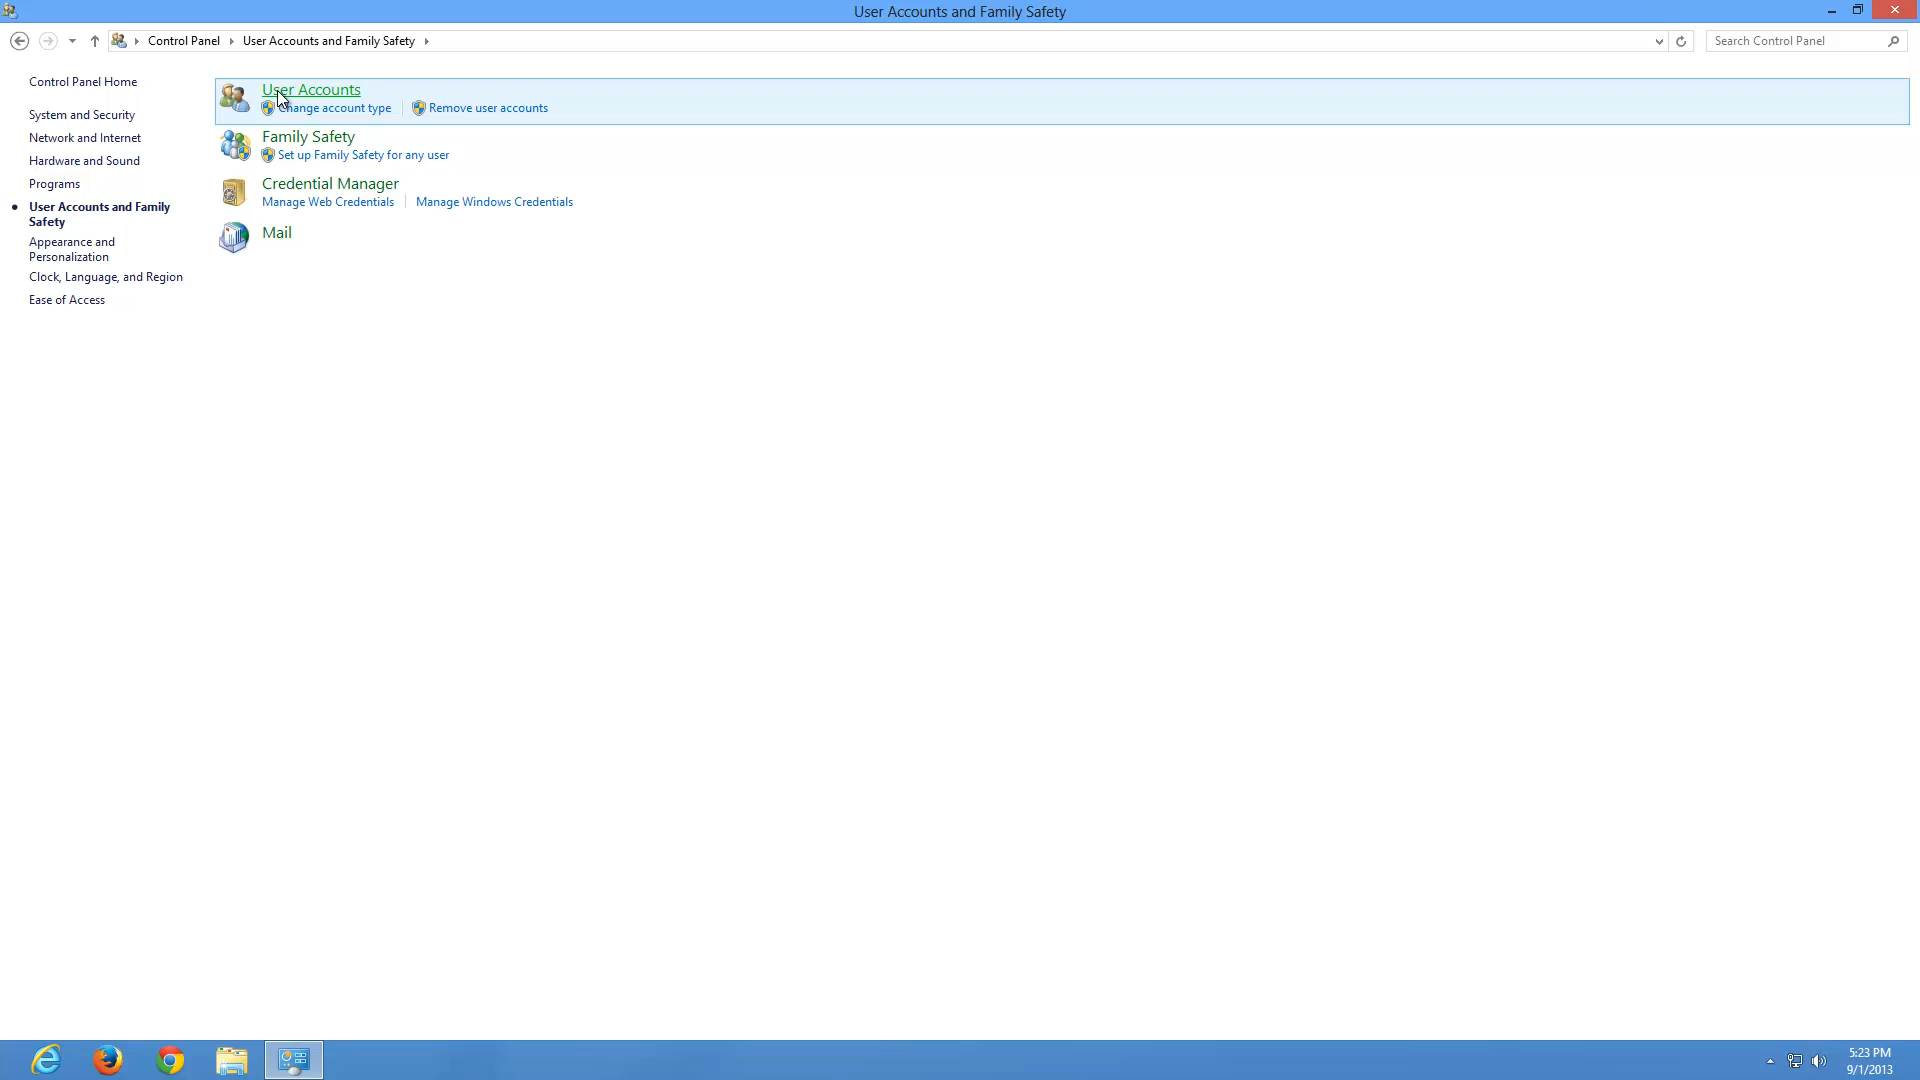 User Accounts and Family Safety
Control Panel
User Accounts and Family Safety
Search Control Panel
Control Panel Home
System and Security
Network and Internet
Hardware and Sound
Programs
User Accounts and Family
Safety
Appearance and
Personalization
Clock, Language, and Region
Ease of Access
User Accounts
Change account type
Remove user accounts
Family Safety
Set up Family Safety for any user
Credential Manager
Manage Web Credentials
Manage Windows Credentials
Mail
5:23 PM
9/1/2013